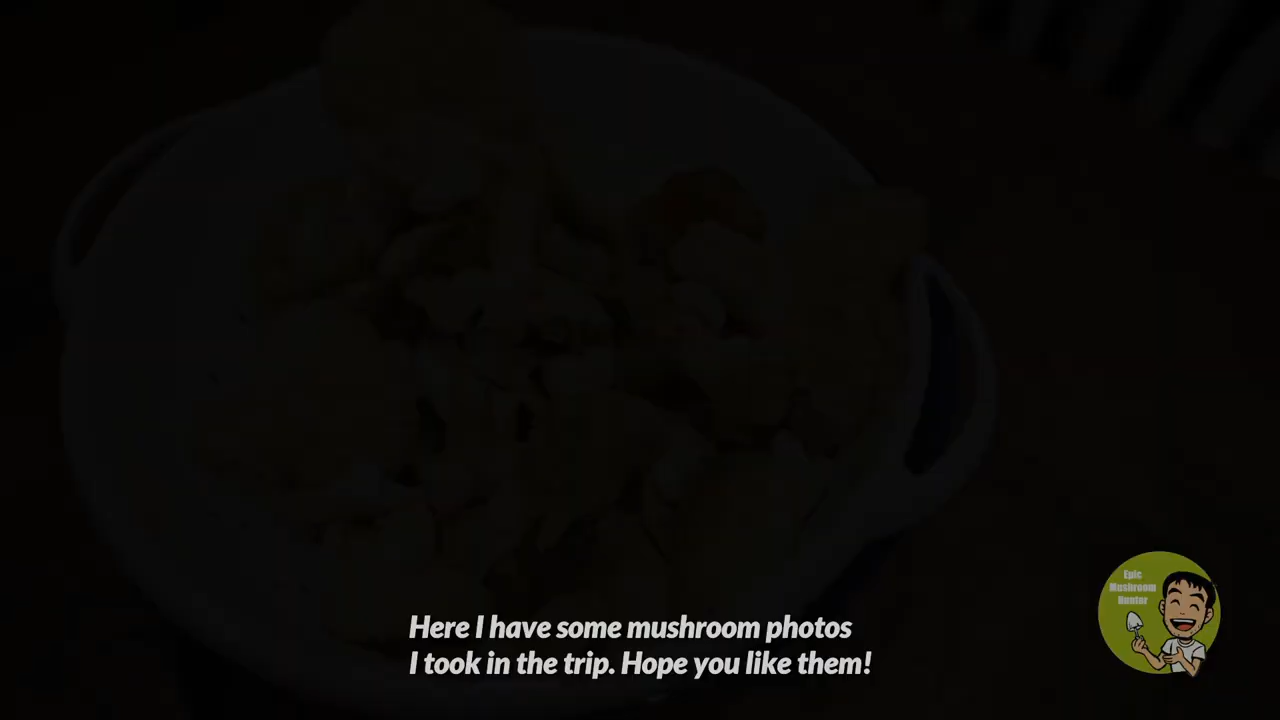 Here I have some mushroom photos
I took in the trip. Hope you like them!
Epic
Mushroom
Hunter